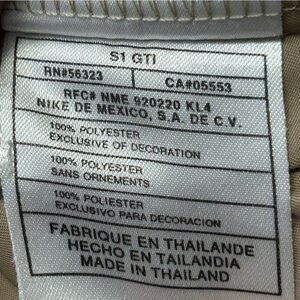 S1 GTI
RN#56323 CA#05553
RFC# NME 920220 KL4
NIKE DE MEXICO, S.A. DE C.V.
100% POLYESTER
EXCLUSIVE OF DECORATION
100% POLYESTER
SANS ORNEMENTS
100% POLIESTER
EXCLUSIVO PARA DECORACION
FABRIQUE EN THAILANDE
HECHO EN TAILANDIA
MADE IN THAILAND